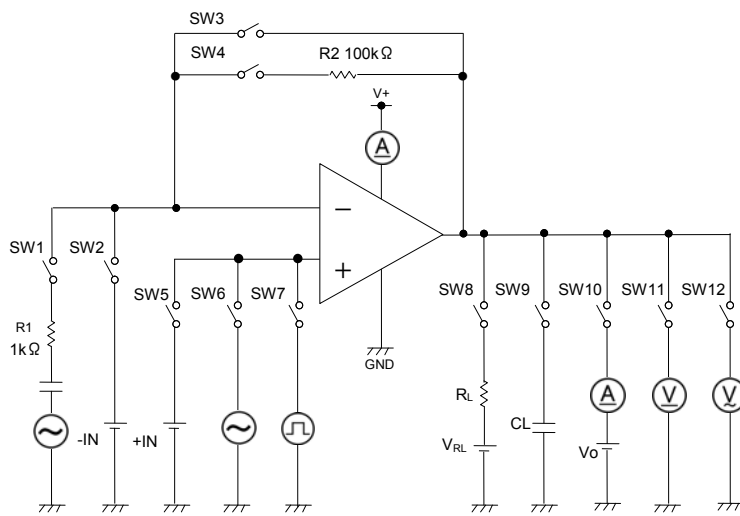 SW3
SW4
R2 100kΩ
V+
A
−
+
SW1
SW2
SW5
SW6
SW7
SW8
SW9
SW10
SW11
SW12
R1
1kΩ
GND
-IN
+IN
RL
VRL
CL
A
Vo
V
V